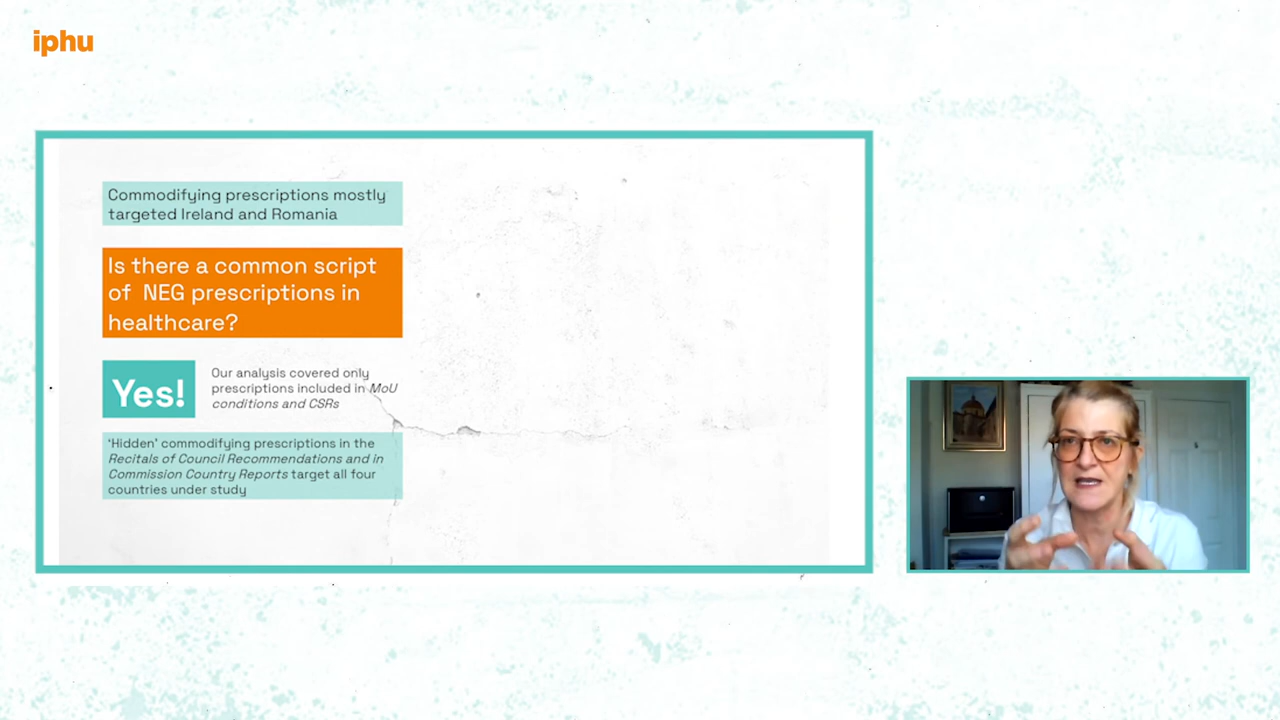 iphu
Commodifying prescriptions mostly
targeted Ireland and Romania
Is there a common script
of NEG prescriptions in
healthcare?
Yes!
Our analysis covered only
prescriptions included in MoU
conditions and CSRs
'Hidden' commodifying prescriptions in the
Recitals of Council Recommendations and in
Commission Country Reports target all four
countries under study